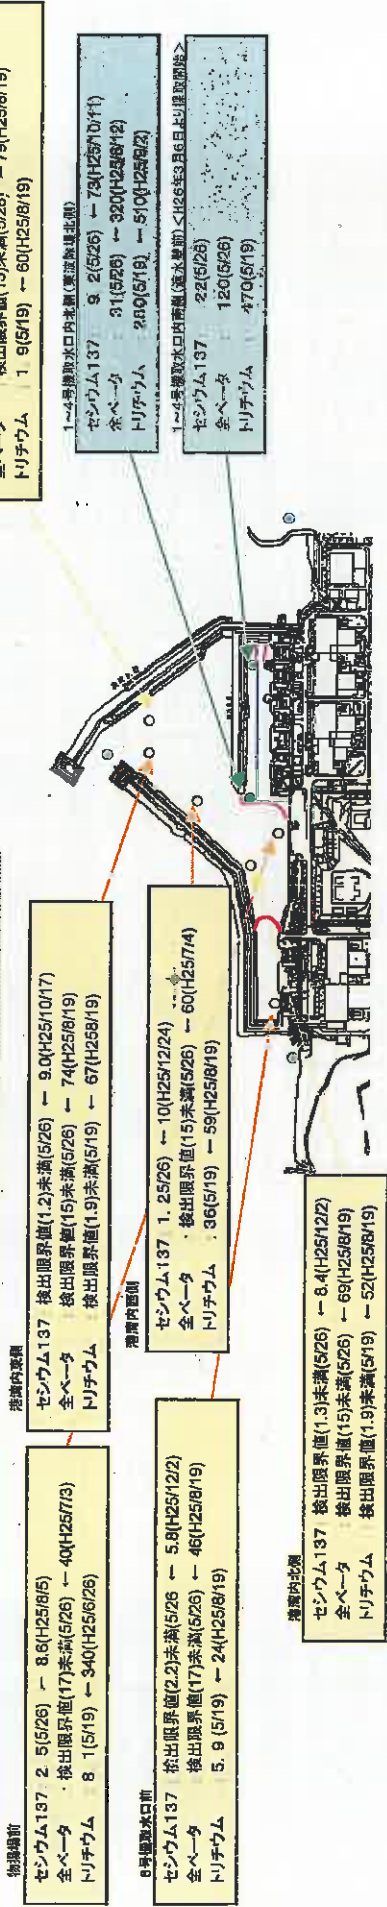 物揚場前
セシウム137：2. 5(5/26) ← 8.6(H25/8/5)
全ベータ ：検出限界値(17)未満(5/26) ← 40(H25/7/3)
トリチウム ：8. 1(5/19) ← 340(H25/6/26)
港湾内東側
セシウム137：検出限界値(1.2)未満(5/26) ← 9.0(H25/10/17)
全ベータ ：検出限界値(15)未満(5/26) ← 74(H25/8/19)
トリチウム ：検出限界値(1.9)未満(5/19) ← 67(H258/19)
全ベータ ：検出限界値(15)未満(5/26) ← 79(H25/8/19)
トリチウム 1. 9(5/19) ← 60(H25/8/19)
1~4号機取水口内北側(東波除堤北側)
セシウム137：9. 2(5/26) ← 73(H25/10/11)
全ベータ ：31(5/26) ← 320(H25/8/12)
トリチウム ：280(5/19) ←510(H25/9/2)
6号機取水口前
セシウム137 検出限界値(2.2)未満(5/26 ← 5.8(H25/12/2)
全ベータ 検出限界値(17)未満(5/26) ← 46(H25/8/19)
トリチウム 5. 9 (5/19) ← 24(H25/8/19)
港湾内西側
セシウム137 1. 25/26) ← 10(H25/12/24)
全ベータ ：検出限界値(15)未満(5/26) ← 60(H25/7/4)
トリチウム ：36(5/19) ← 59(H25/8/19)
1~4号機取水口内南側(遮水壁前)<H26年3月6日より採取開始>
セシウム137 22(5/26)
全ベータ 120(5/26)
トリチウム 470(5/19)
港湾内北側
セシウム137 検出限界値(1.3)未満(5/26) ← 8.4(H25/12/2)
全ベータ 検出限界値(15)未満(5/26) ← 69(H25/8/19)
トリチウム 検出限界値(1.9)未満(5/19) ← 52(H25/8/19)